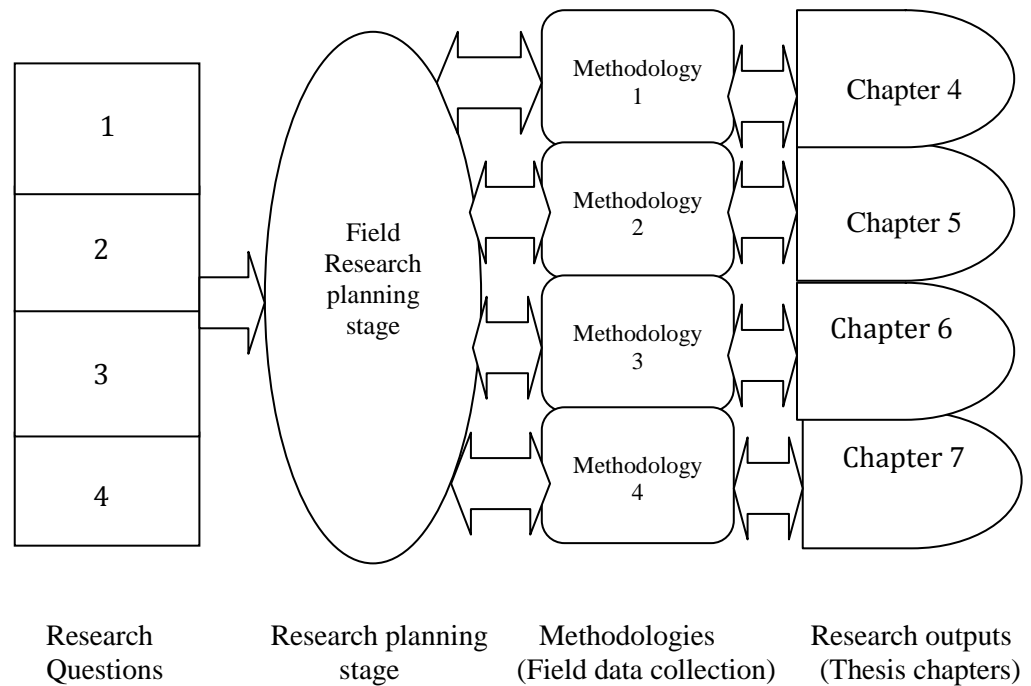 1
2
3
4
Field
Research
planning
stage
Methodology
1
Methodology
2
Methodology
3
Methodology
4
Chapter 4
Chapter 5
Chapter 6
Chapter 7
Research
Questions
Research planning
stage
Methodologies
(Field data collection)
Research outputs
(Thesis chapters)